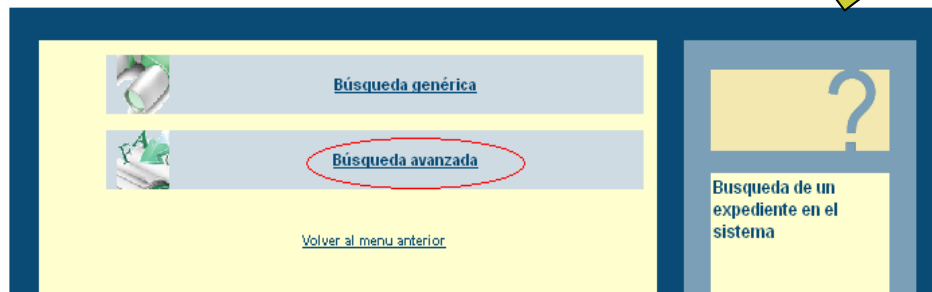 Búsqueda genérica
Búsqueda avanzada
Volver al menu anterior
?
Busqueda de un
expediente en el
sistema